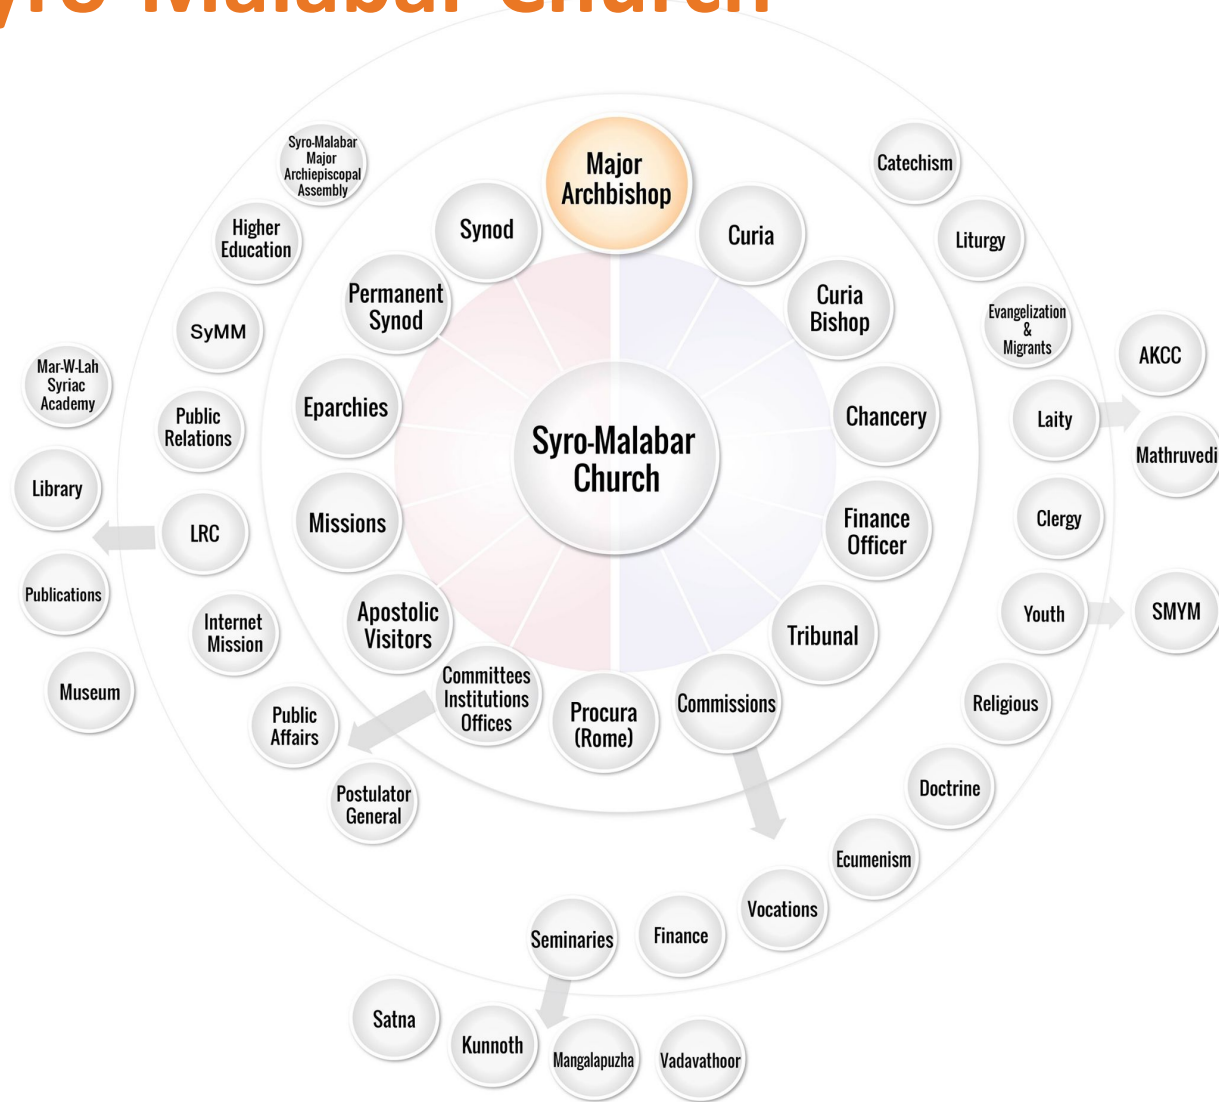 yro-Malabar Church
Major
Archbishop
Curia
Curia
Bishop
Chancery
Finance
Officer
Tribunal
Commissions
Procura
(Rome)
Committees
Institutions
Offices
Apostolic
Visitors
Missions
Eparchies
Permanent
Synod
Synod
Syro-Malabar
Church
Syro-Malabar
Major
Archiepiscopal
Assembly
Higher
Education
SyMM
Public
Relations
LRC
Internet
Mission
Public
Affairs
Postulator
General
Mar-W-Lah
Syriac
Academy
Library
Publications
Museum
Catechism
Liturgy
Evangelization
&
Migrants
Laity
Clergy
Youth
Religious
Doctrine
Ecumenism
Vocations
Finance
Seminaries
AKCC
Mathruvedi
SMYM
Satna
Kunnoth
Mangalapuzha
Vadavathoor